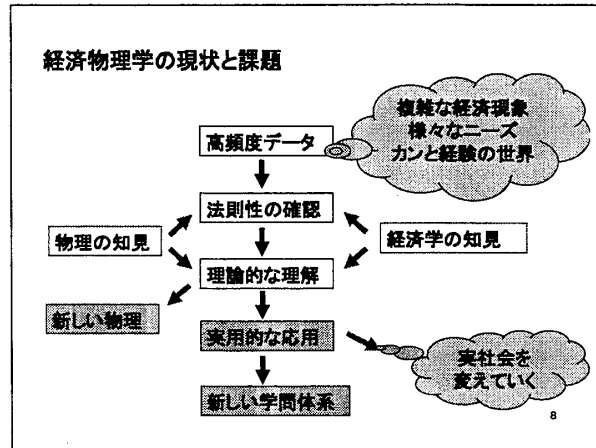 経済物理学の現状と課題
複雑な経済現象
様々なニーズ
カンと経験の世界
高頻度データ
法則性の確認
物理の知見
経済学の知見
理論的な理解
新しい物理
実用的な応用
実社会を
変えていく
新しい学問体系
8